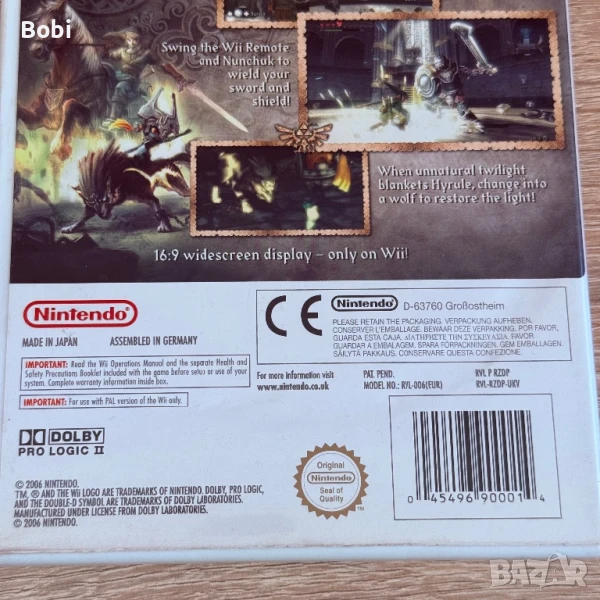 Bobi
Swing the Wii Remote
and Nunchuk to
wield your
sword and
shield!
When unnatural twilight
blankets Hyrule, change into
a wolf to restore the light!
16:9 widescreen display – only on Wii!
Nintendo®
MADE IN JAPAN ASSEMBLED IN GERMANY
IMPORTANT: Read the Wii Operations Manual and the separate Health and
Safety Precautions Booklet included with the game before setup or use of your
system. Complete warranty information inside box.
IMPORTANT: For use with PAL version of the Wii only.
CE Nintendo® D-63760 Großostheim
PLEASE RETAIN THE PACKAGING. VERPACKUNG AUFHEBEN.
CONSERVER L'EMBALLAGE. BEWAAR DEZE VERPAKKING. POR FAVOR,
GUARDA ESTA CAJA. ΔΙΑΤΗΡΗΣΤΕ ΤΗΝ ΣΥΣΚΕΥΑΣΙΑ. POR FAVOR
GUARDAR A EMBALAGEM. SPARA FÖRPACKNINGEN. GEM EMBALLAGEN.
SÄILYTÄ PAKKAUS. CONSERVARE QUESTA CONFEZIONE.
For more information visit
www.nintendo.co.uk
PAT. PEND. RVL P RZDP
MODEL NO.: RVL-006(EUR) RVL-RZDP-UKV
DOLBY
PRO LOGIC II
Original
Nintendo®
Seal of
Quality
TM
0 45496 90001 4
© 2006 NINTENDO.
TM, ® AND THE Wii LOGO ARE TRADEMARKS OF NINTENDO. DOLBY, PRO LOGIC,
AND THE DOUBLE-D SYMBOL ARE TRADEMARKS OF DOLBY LABORATORIES.
MANUFACTURED UNDER LICENSE FROM DOLBY LABORATORIES.
© 2006 NINTENDO.
BAZAR